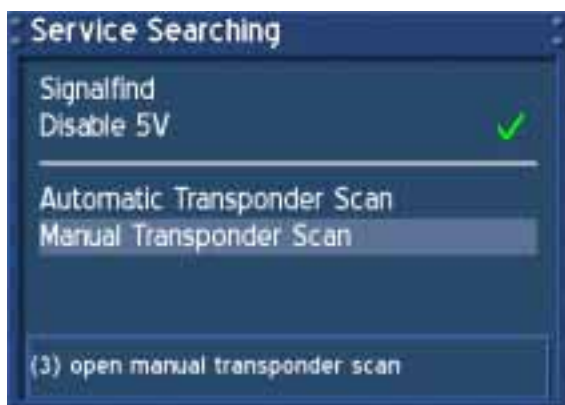 Service Searching
Signalfind
Disable 5V
Automatic Transponder Scan
Manual Transponder Scan
(3) open manual transponder scan